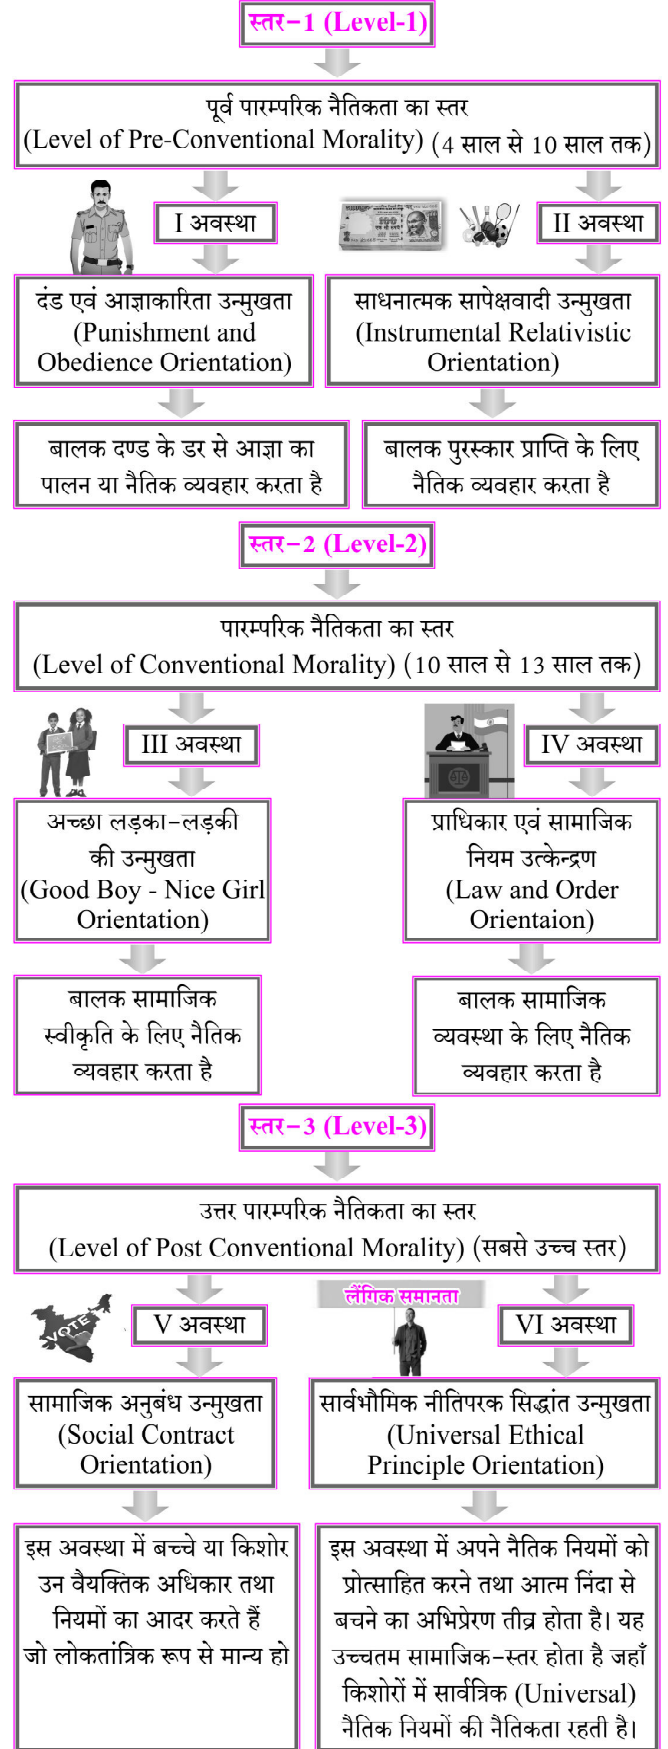 स्तर-1 (Level-1)
पूर्व पारम्परिक नैतिकता का स्तर
(Level of Pre-Conventional Morality) (4 साल से 10 साल तक)
I अवस्था
II अवस्था
दंड एवं आज्ञाकारिता उन्मुखता
(Punishment and
Obedience Orientation)
साधनात्मक सापेक्षवादी उन्मुखता
(Instrumental Relativistic
Orientation)
बालक दण्ड के डर से आज्ञा का
पालन या नैतिक व्यवहार करता है
बालक पुरस्कार प्राप्ति के लिए
नैतिक व्यवहार करता है
स्तर-2 (Level-2)
पारम्परिक नैतिकता का स्तर
(Level of Conventional Morality) (10 साल से 13 साल तक)
III अवस्था
IV अवस्था
अच्छा लड़का-लड़की
की उन्मुखता
(Good Boy - Nice Girl
Orientation)
प्राधिकार एवं सामाजिक
नियम उत्केन्द्रण
(Law and Order
Orientaion)
बालक सामाजिक
स्वीकृति के लिए नैतिक
व्यवहार करता है
बालक सामाजिक
व्यवस्था के लिए नैतिक
व्यवहार करता है
स्तर-3 (Level-3)
उत्तर पारम्परिक नैतिकता का स्तर
(Level of Post Conventional Morality) (सबसे उच्च स्तर)
VOTE
V अवस्था
लैंगिक समानता
VI अवस्था
सामाजिक अनुबंध उन्मुखता
(Social Contract
Orientation)
सार्वभौमिक नीतिपरक सिद्धांत उन्मुखता
(Universal Ethical
Principle Orientation)
इस अवस्था में बच्चे या किशोर
उन वैयक्तिक अधिकार तथा
नियमों का आदर करते हैं
जो लोकतांत्रिक रूप से मान्य हो
इस अवस्था में अपने नैतिक नियमों को
प्रोत्साहित करने तथा आत्म निंदा से
बचने का अभिप्रेरण तीव्र होता है। यह
उच्चतम सामाजिक-स्तर होता है जहाँ
किशोरों में सार्वत्रिक (Universal)
नैतिक नियमों की नैतिकता रहती है।